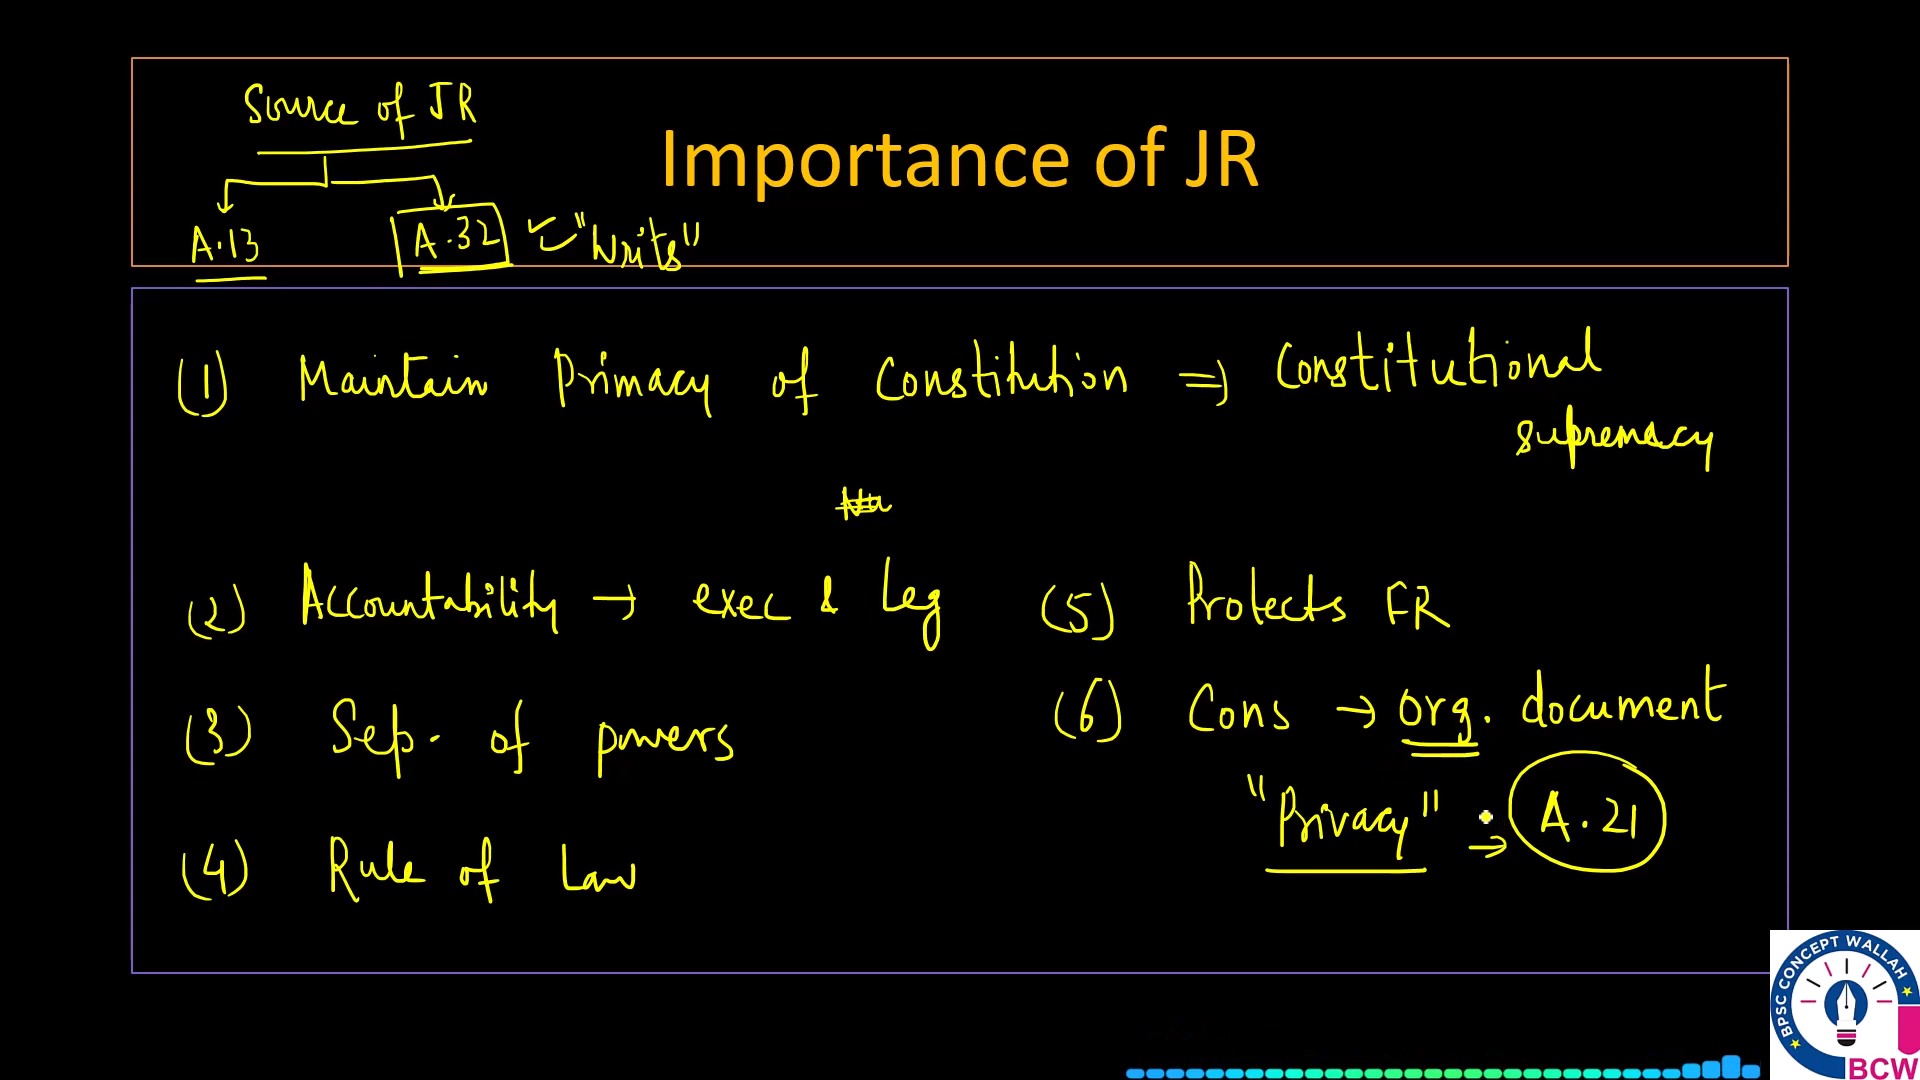 Source of JR
Importance of JR
A.13
A.32 "Writs"
(1) Maintain Primacy of Constitution ⇒ Constitutional
supremacy
(2) Accountability → exec & Leg
(3) Sep. of powers
(4) Rule of Law
(5) Protects FR
(6) Cons → org. document
"Privacy" → A.21
BPSC CONCEPT WALLAH
BCW